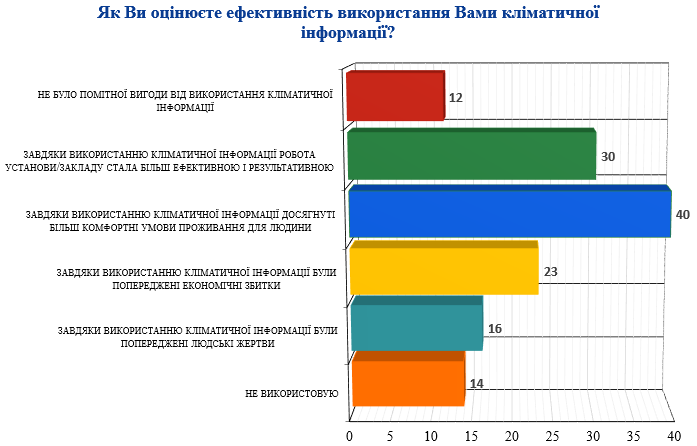 Як Ви оцінюєте ефективність використання Вами кліматичної
інформації?
НЕ БУЛО ПОМІТНОЇ ВИГОДИ ВІД ВИКОРИСТАННЯ КЛІМАТИЧНОЇ
ІНФОРМАЦІЇ
12
ЗАВДЯКИ ВИКОРИСТАННЮ КЛІМАТИЧНОЇ ІНФОРМАЦІЇ РОБОТА
УСТАНОВИ/ЗАКЛАДУ СТАЛА БІЛЬШ ЕФЕКТИВНОЮ І РЕЗУЛЬТАТИВНОЮ
30
ЗАВДЯКИ ВИКОРИСТАННЮ КЛІМАТИЧНОЇ ІНФОРМАЦІЇ ДОСЯГНУТІ
БІЛЬШ КОМФОРТНІ УМОВИ ПРОЖИВАННЯ ДЛЯ ЛЮДИНИ
40
ЗАВДЯКИ ВИКОРИСТАННЮ КЛІМАТИЧНОЇ ІНФОРМАЦІЇ БУЛИ
ПОПЕРЕДЖЕНІ ЕКОНОМІЧНІ ЗБИТКИ
23
ЗАВДЯКИ ВИКОРИСТАННЮ КЛІМАТИЧНОЇ ІНФОРМАЦІЇ БУЛИ
ПОПЕРЕДЖЕНІ ЛЮДСЬКІ ЖЕРТВИ
16
НЕ ВИКОРИСТОВУЮ
14
0 5 10 15 20 25 30 35 40